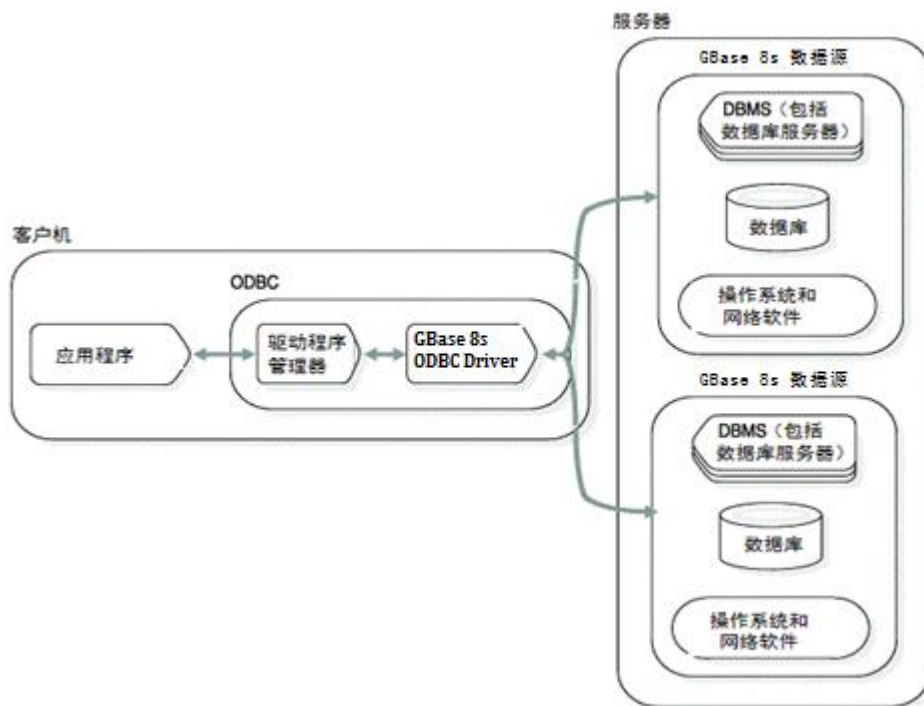 服务器
GBase 8s 数据源
DBMS（包括
数据库服务器）
数据库
操作系统和
网络软件
客户机
ODBC
应用程序
驱动程序
管理器
GBase 8s
ODBC Driver
GBase 8s 数据源
DBMS（包括
数据库服务器）
数据库
操作系统和
网络软件